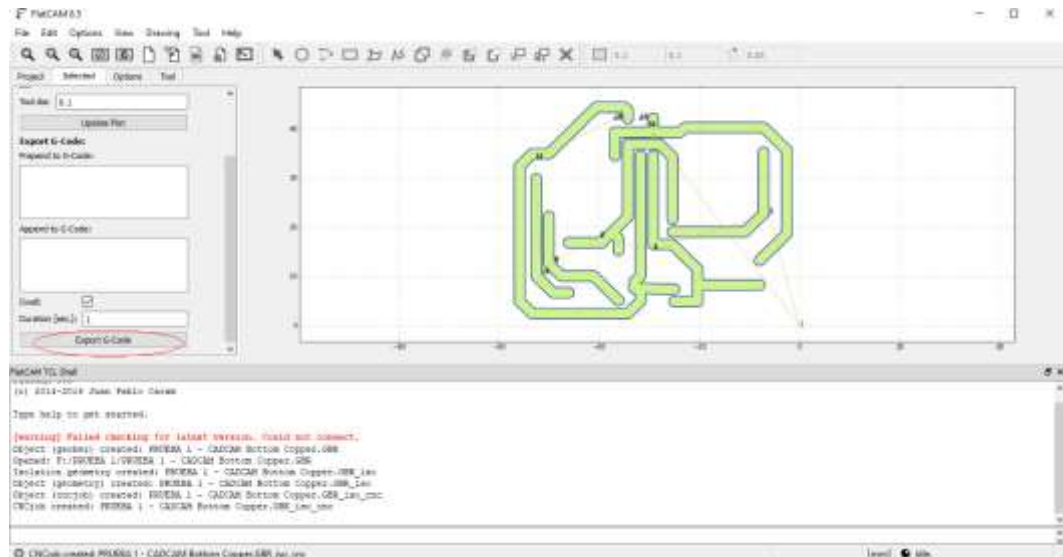 FlatCAM 8.5
File Edit Options View Drawing Tool Help
Project Selected Options Tool
Tool dia: 0.1
Update Plot
Export G-Code:
Prepend to G-Code:
Append to G-Code:
Dwell:
Duration [sec.]: 1
Export G-Code
FlatCAM TCL Shell
(c) 2014-2016 Juan Pablo Caram
Type help to get started.
[warning] Failed checking for latest version. Could not connect.
Object (gerber) created: PRUEBA 1 - CADCAM Bottom Copper.GBR
Opened: F:/PRUEBA 1/PRUEBA 1 - CADCAM Bottom Copper.GBR
Isolation geometry created: PRUEBA 1 - CADCAM Bottom Copper.GBR_iso
Object (geometry) created: PRUEBA 1 - CADCAM Bottom Copper.GBR_iso
Object (cncjob) created: PRUEBA 1 - CADCAM Bottom Copper.GBR_iso_cnc
CNCjob created: PRUEBA 1 - CADCAM Bottom Copper.GBR_iso_cnc
CNCjob created: PRUEBA 1 - CADCAM Bottom Copper.GBR_iso_cnc
[mm] Idle.